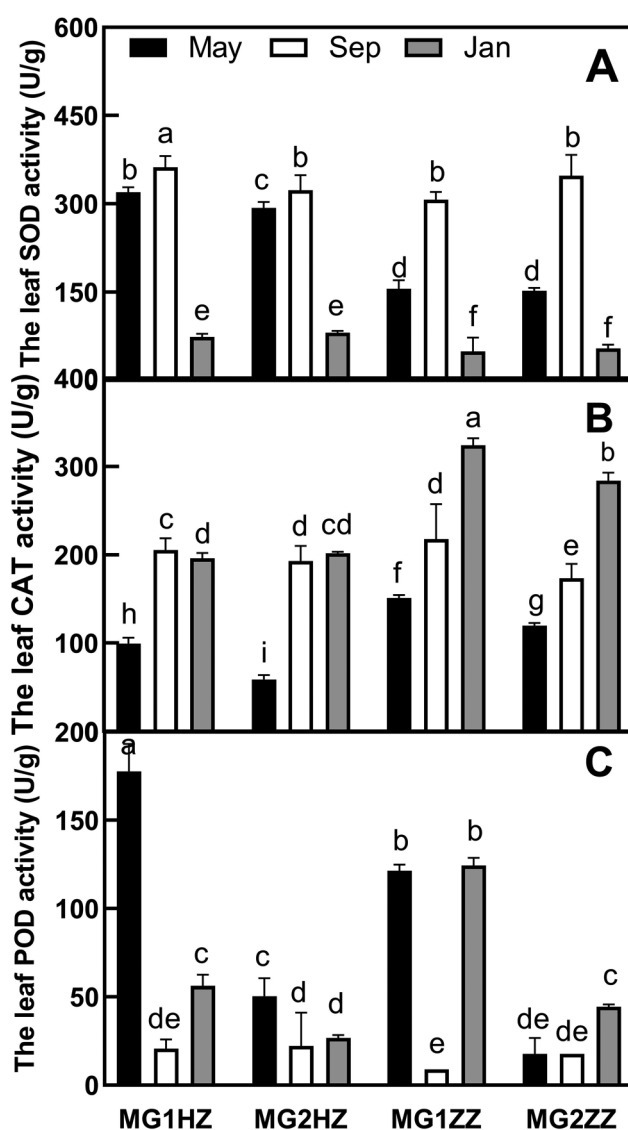 May Sep Jan
A
The leaf SOD activity (U/g)
600
450
300
150
b a e
c b e
d b f
d b f
B
The leaf CAT activity (U/g)
400
300
200
100
h c d
i d cd
f d a
g e b
C
The leaf POD activity (U/g)
200
150
100
50
0
a de c
c d d
b e b
de de c
MG1HZ MG2HZ MG1ZZ MG2ZZ